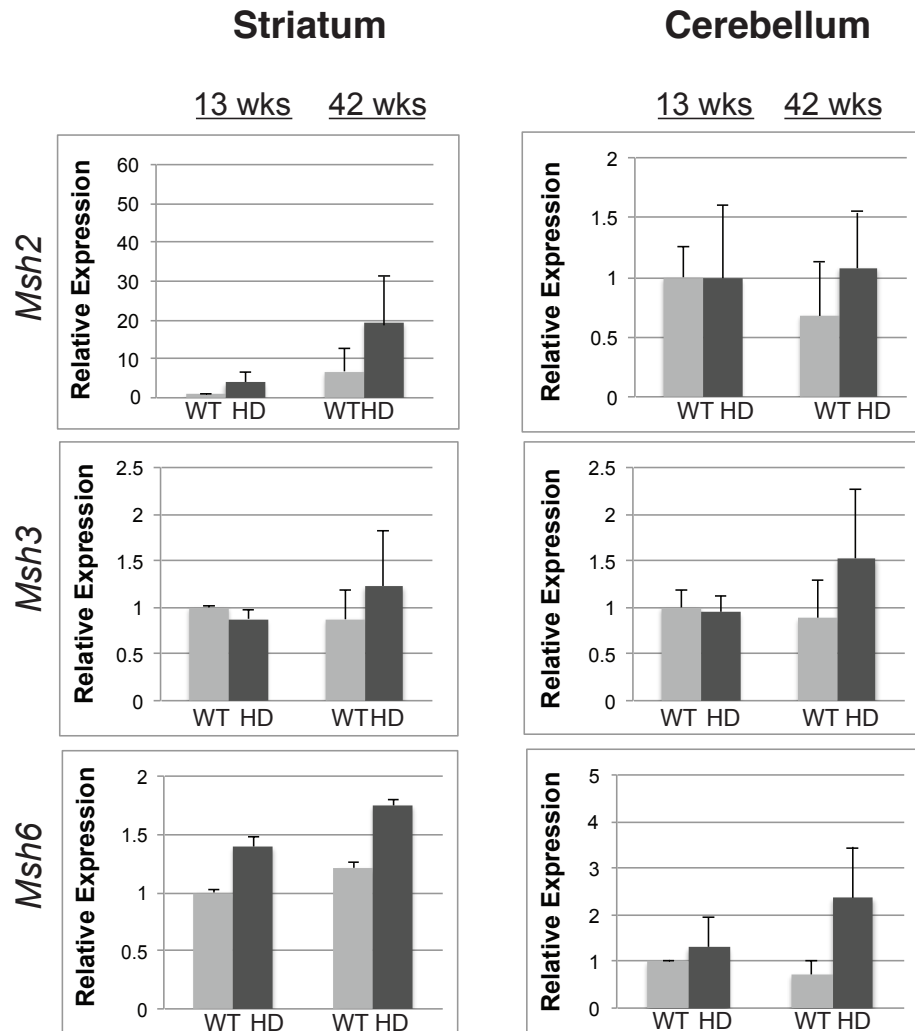 Striatum
Cerebellum
13 wks 42 wks
13 wks 42 wks
Msh2
Relative Expression
60
50
40
30
20
10
0
WT HD WTHD
Relative Expression
2
1.5
1
0.5
0
WT HD WT HD
Msh3
Relative Expression
2.5
2
1.5
1
0.5
0
WT HD WTHD
Relative Expression
2.5
2
1.5
1
0.5
0
WT HD WT HD
Msh6
Relative Expression
2
1.5
1
0.5
0
WT HD WT HD
Relative Expression
5
4
3
2
1
0
WT HD WT HD